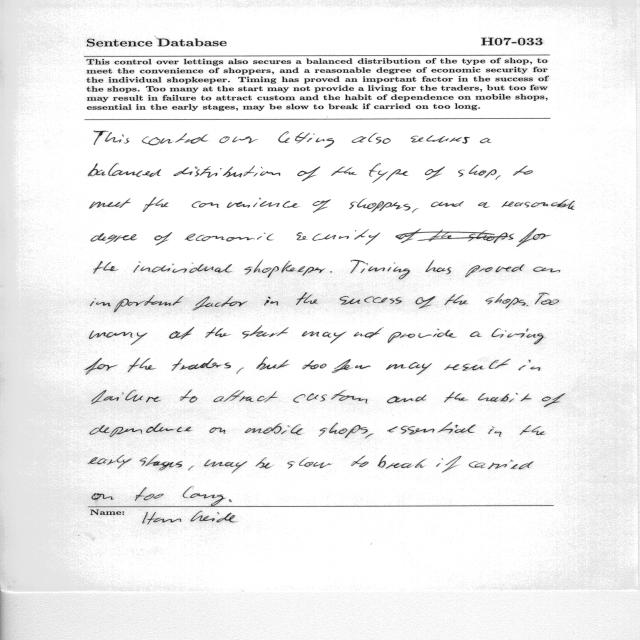 Sentence Database H07-033
This control over lettings also secures a balanced distribution of the type of shop, to
meet the convenience of shoppers, and a reasonable degree of economic security for
the individual shopkeeper. Timing has proved an important factor in the success of
the shops. Too many at the start may not provide a living for the traders, but too few
may result in failure to attract custom and the habit of dependence on mobile shops,
essential in the early stages, may be slow to break if carried on too long.
This control over letting also secures a
balanced distribution of the type of shop, to
meet the convenience of shoppers, and a reasonable
degree of economic security of the shops for
the individual shopkeeper. Timing has proved an
important factor in the success of the shops. Too
many at the start may not provide a living
for the traders, but too few may result in
failure to attract custom and the habit of
dependence on mobile shops, essential in the
early stages, may be slow to break if carried
on too long.
Name: